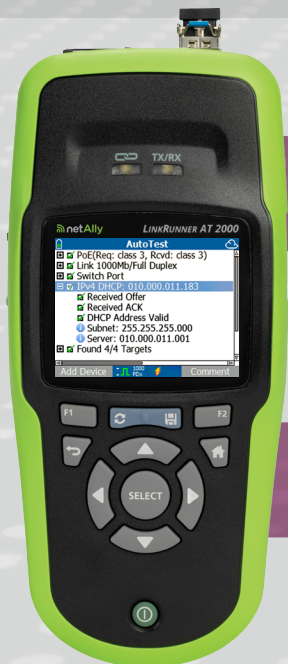 TX/RX
netAlly LINKRUNNER AT 2000
AutoTest
PoE(Req: class 3, Rcvd: class 3)
Link 1000Mb/Full Duplex
Switch Port
IPv4 DHCP: 010.000.011.183
Received Offer
Received ACK
DHCP Address Valid
Subnet: 255.255.255.000
Server: 010.000.011.001
Found 4/4 Targets
Add Device 1000 FDx Comment
F1 F2
SELECT